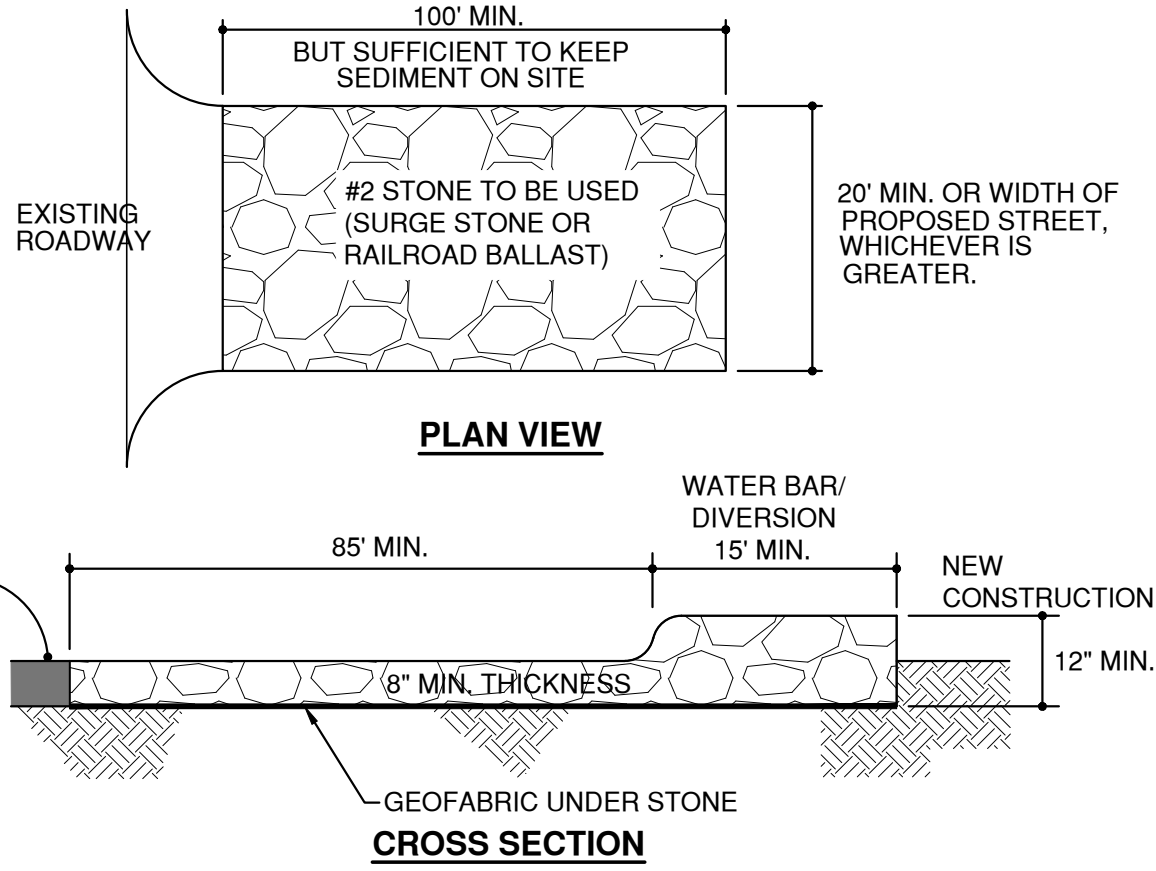 100' MIN.
BUT SUFFICIENT TO KEEP
SEDIMENT ON SITE
EXISTING
ROADWAY
#2 STONE TO BE USED
(SURGE STONE OR
RAILROAD BALLAST)
20' MIN. OR WIDTH OF
PROPOSED STREET,
WHICHEVER IS
GREATER.
PLAN VIEW
WATER BAR/
DIVERSION
85' MIN.
15' MIN.
NEW
CONSTRUCTION
12" MIN.
8" MIN. THICKNESS
GEOFABRIC UNDER STONE
CROSS SECTION